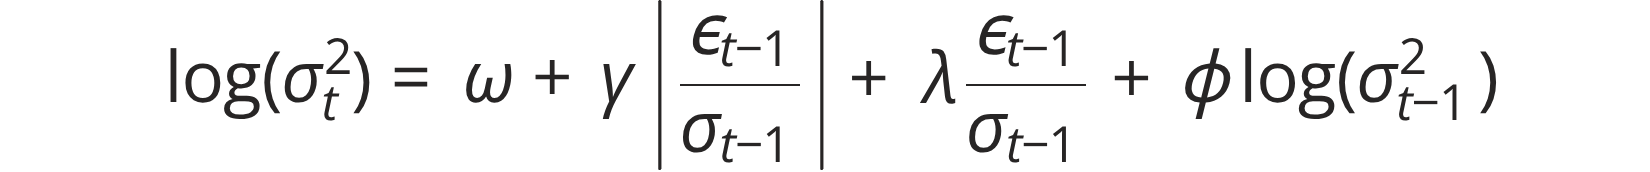 log(σ_t^2) = ω + γ |ϵ_{t−1}/σ_{t−1}| + λ ϵ_{t−1}/σ_{t−1} + ϕ log(σ_{t−1}^2)